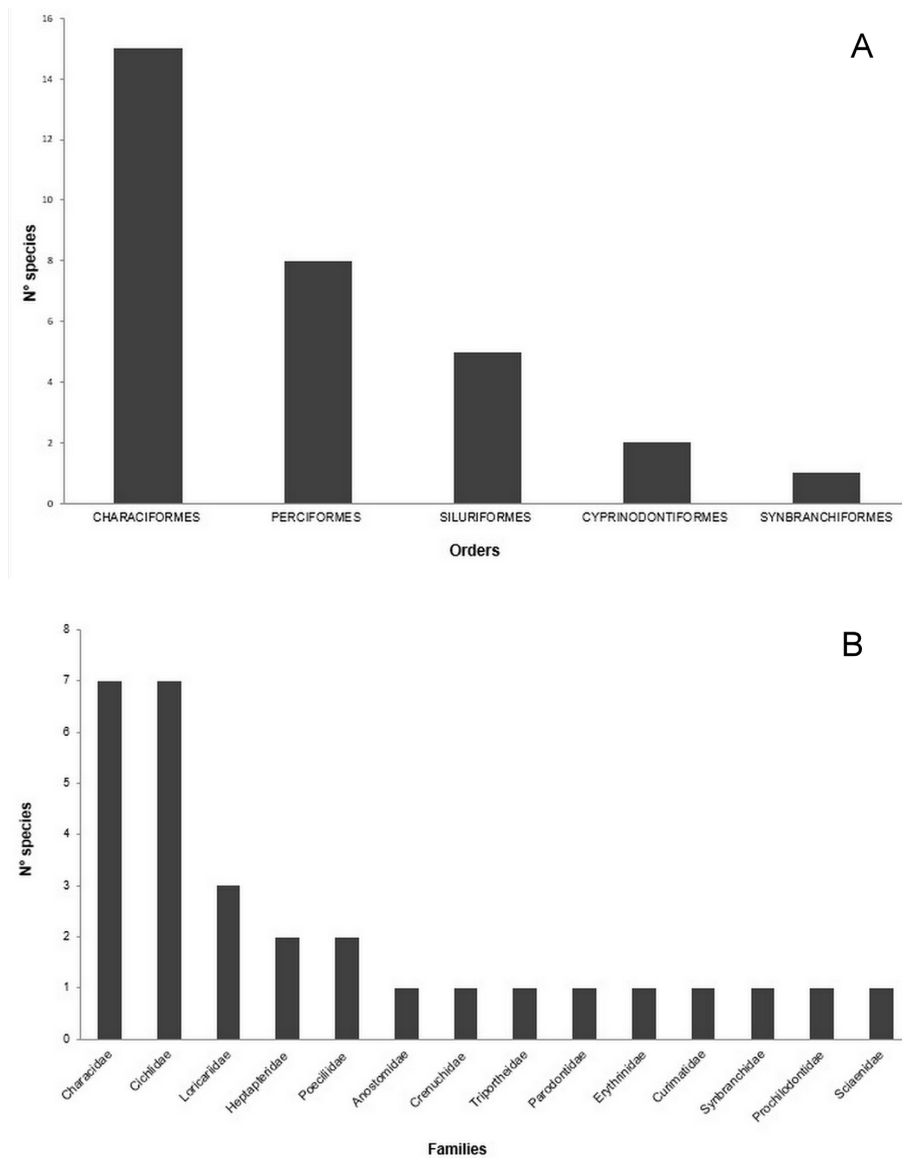 A
16
14
12
10
8
6
4
2
0
N° species
CHARACIFORMES PERCIFORMES SILURIFORMES CYPRINODONTIFORMES SYNBRANCHIFORMES
Orders
B
8
7
6
5
4
3
2
1
0
N° species
Characidae Cichlidae Loricariidae Heptapteridae Poeciliidae Anostomidae Crenuchidae Triportheidae Parodontidae Erythrinidae Curimatidae Synbranchidae Prochilodontidae Sciaenidae
Families